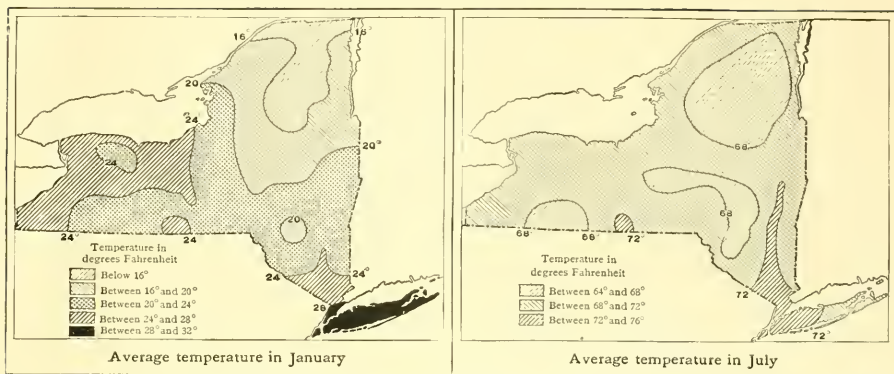 16°
16°
20
24
20°
24
20
24°
24
24
24°
28
Temperature in
degrees Fahrenheit
Below 16°
Between 16° and 20°
Between 20° and 24°
Between 24° and 28°
Between 28° and 32°
Average temperature in January
68
68
68°
68°
72°
72
72°
Temperature in
degrees Fahrenheit
Between 64° and 68°
Between 68° and 72°
Between 72° and 76°
Average temperature in July